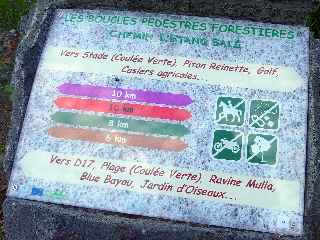 LES BOUCLES PEDESTRES FORESTIERES
CHEMIN L'ETANG SALE
Vers Stade (Coulée Verte), Piton Reinette, Golf,
Casiers agricoles...
10 km
10 km
8 km
6 km
Vers D17, Plage (Coulée Verte), Ravine Mulla,
Blue Bayou, Jardin d'Oiseaux...